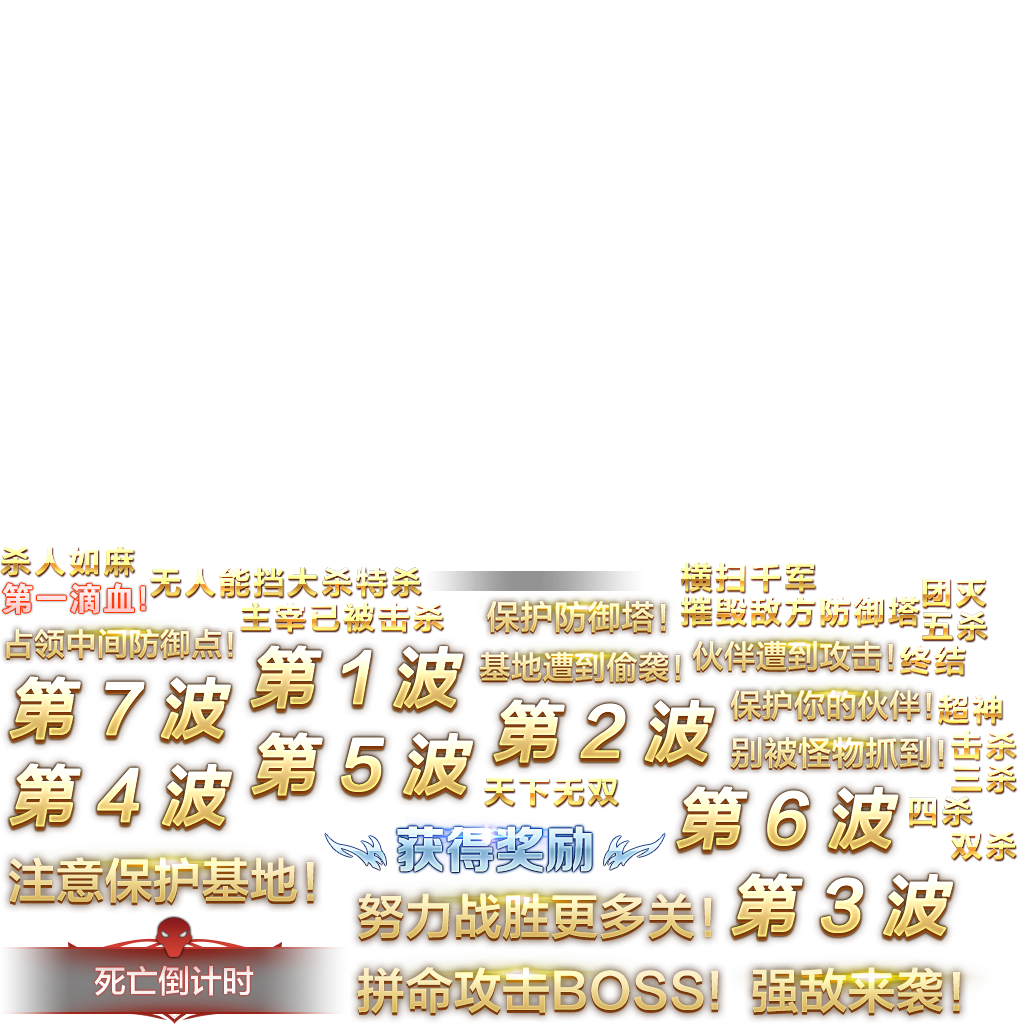 杀人如麻
无人能挡大杀特杀
横扫千军
团灭
第一滴血!
主宰已被击杀
保护防御塔!
摧毁敌方防御塔
五杀
占领中间防御点!
基地遭到偷袭!
伙伴遭到攻击!
终结
第1波
第7波
第2波
保护你的伙伴!
超神
第5波
别被怪物抓到!
击杀
三杀
第4波
天下无双
第6波
四杀
双杀
获得奖励
注意保护基地!
努力战胜更多关!
第3波
死亡倒计时
拼命攻击BOSS!
强敌来袭!